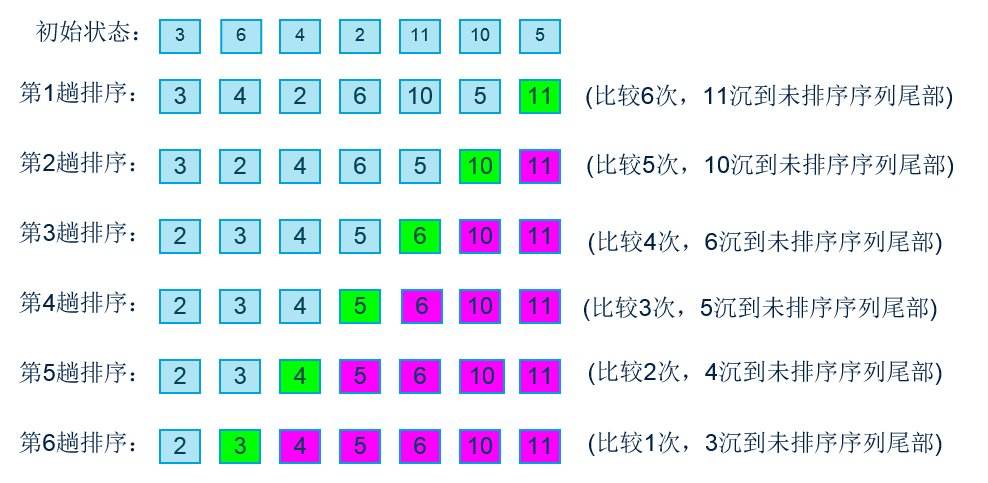 初始状态： 3 6 4 2 11 10 5
第1趟排序： 3 4 2 6 10 5 11 (比较6次，11沉到未排序序列尾部)
第2趟排序： 3 2 4 6 5 10 11 (比较5次，10沉到未排序序列尾部)
第3趟排序： 2 3 4 5 6 10 11 (比较4次，6沉到未排序序列尾部)
第4趟排序： 2 3 4 5 6 10 11 (比较3次，5沉到未排序序列尾部)
第5趟排序： 2 3 4 5 6 10 11 (比较2次，4沉到未排序序列尾部)
第6趟排序： 2 3 4 5 6 10 11 (比较1次，3沉到未排序序列尾部)